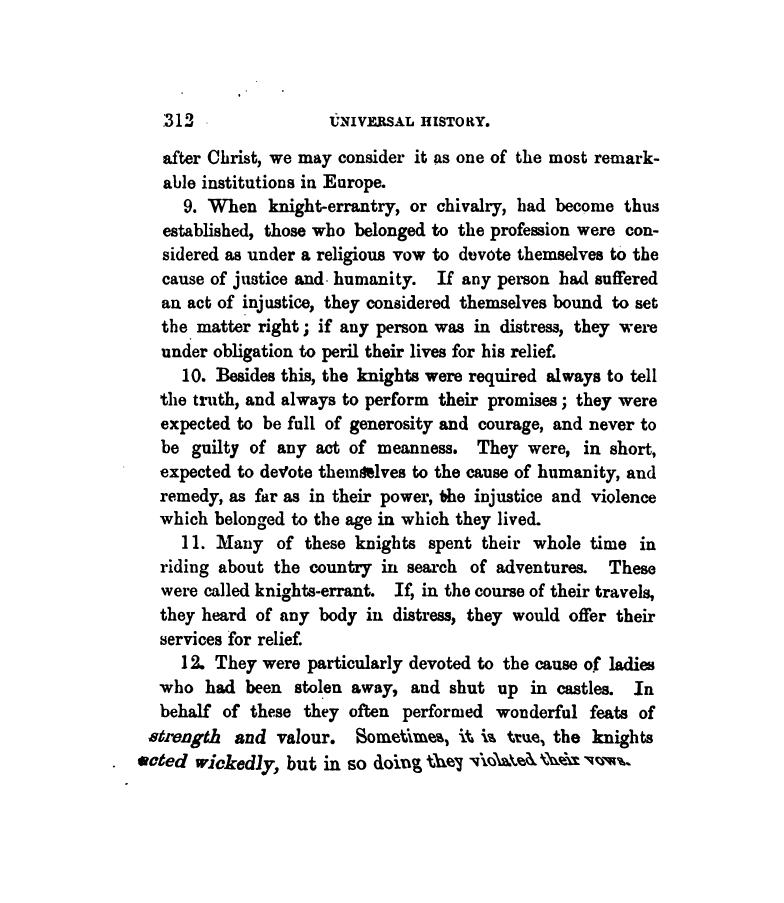 312 UNIVERSAL HISTORY.
after Christ, we may consider it as one of the most remark-
able institutions in Europe.
9. When knight-errantry, or chivalry, had become thus
established, those who belonged to the profession were con-
sidered as under a religious vow to devote themselves to the
cause of justice and humanity. If any person had suffered
an act of injustice, they considered themselves bound to set
the matter right; if any person was in distress, they were
under obligation to peril their lives for his relief.
10. Besides this, the knights were required always to tell
the truth, and always to perform their promises; they were
expected to be full of generosity and courage, and never to
be guilty of any act of meanness. They were, in short,
expected to devote themselves to the cause of humanity, and
remedy, as far as in their power, the injustice and violence
which belonged to the age in which they lived.
11. Many of these knights spent their whole time in
riding about the country in search of adventures. These
were called knights-errant. If, in the course of their travels,
they heard of any body in distress, they would offer their
services for relief.
12. They were particularly devoted to the cause of ladies
who had been stolen away, and shut up in castles. In
behalf of these they often performed wonderful feats of
strength and valour. Sometimes, it is true, the knights
acted wickedly, but in so doing they violated their vows.